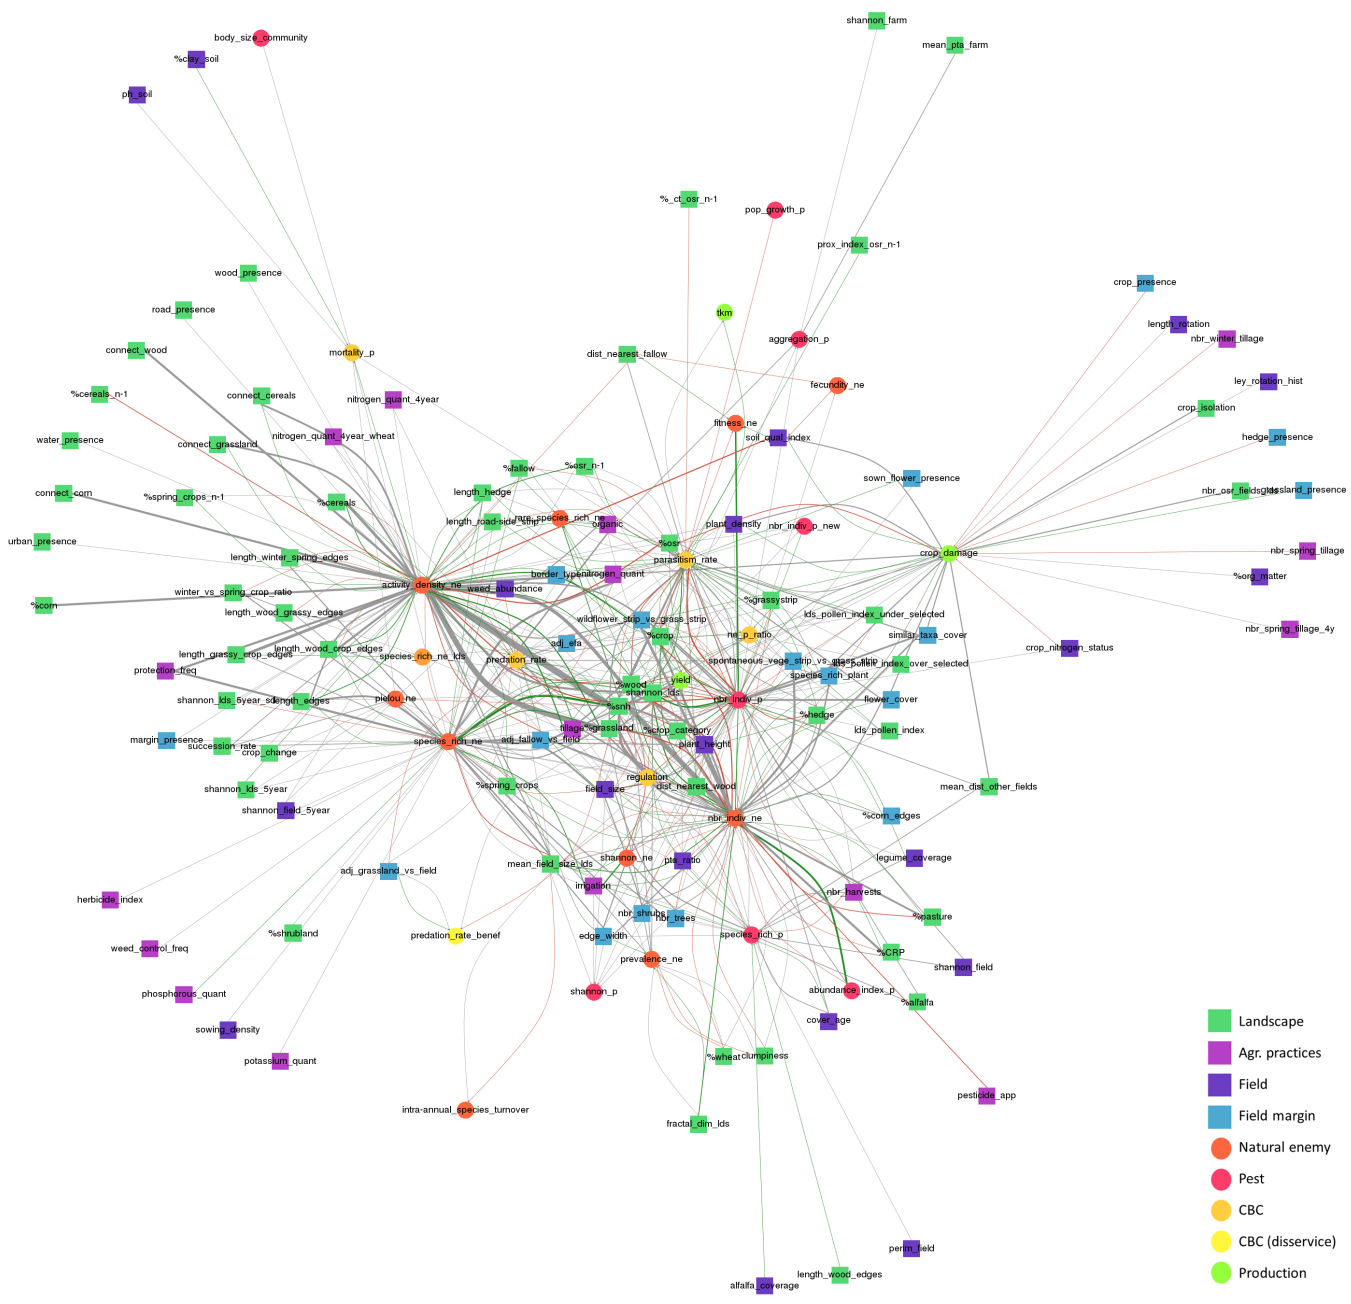 shannon_farm
body_size_community
mean_pta_farm
%clay_soil
ph_soil
%_ct_osr_n-1
pop_growth_p
prox_index_osr_n-1
wood_presence
crop_presence
road_presence
tkm
length_rotation
nbr_winter_tillage
connect_wood
mortality_p
dist_nearest_fallow
aggregation_p
ley_rotation_hist
%cereals_n-1
connect_cereals
nitrogen_quant_4year
fecundity_ne
crop_isolation
water_presence
connect_grassland
nitrogen_quant_4year_wheat
fitness_ne
soil_qual_index
hedge_presence
%fallow
%osr_n-1
sown_flower_presence
connect_corn
%spring_crops_n-1
%cereals
length_hedge
nbr_osr_fields_lds
grassland_presence
length_road-side_strip
rare_species_rich_ne
organic
plant_density
nbr_indiv_p_new
urban_presence
%osr
length_winter_spring_edges
parasitism_rate
crop_damage
nbr_spring_tillage
activity_density_ne
weed_abundance
border_type
nitrogen_quant
%org_matter
%corn
winter_vs_spring_crop_ratio
length_wood_grassy_edges
%grassystrip
lds_pollen_index_under_selected
wildflower_strip_vs_grass_strip
nbr_spring_tillage_4y
length_grassy_crop_edges
length_wood_crop_edges
adj_efa
%crop
ne_p_ratio
similar_taxa_cover
crop_nitrogen_status
protection_freq
species_rich_ne_lds
predation_rate
spontaneous_vege_strip_vs_grass_strip
lds_pollen_index_over_selected
species_rich_plant
shannon_lds_5year_sd
length_edges
pielou_ne
%wood
yield
shannon_lds
nbr_indiv_p
flower_cover
%snh
%hedge
margin_presence
succession_rate
crop_change
species_rich_ne
adj_fallow_vs_field
tillage
%grassland
%crop_category
plant_height
lds_pollen_index
shannon_lds_5year
%spring_crops
regulation
field_size
dist_nearest_wood
mean_dist_other_fields
shannon_field_5year
nbr_indiv_ne
%corn_edges
adj_grassland_vs_field
mean_field_size_lds
shannon_ne
pta_ratio
legume_coverage
herbicide_index
irrigation
nbr_harvests
%shrubland
predation_rate_benef
nbr_shrubs
nbr_trees
%pasture
weed_control_freq
edge_width
species_rich_p
%CRP
prevalence_ne
shannon_field
phosphorous_quant
shannon_p
abundance_index_p
%alfalfa
sowing_density
cover_age
Landscape
potassium_quant
%wheat
clumpiness
Agr. practices
Field
pesticide_app
intra-annual_species_turnover
fractal_dim_lds
Field margin
Natural enemy
Pest
CBC
perim_field
CBC (disservice)
length_wood_edges
alfalfa_coverage
Production